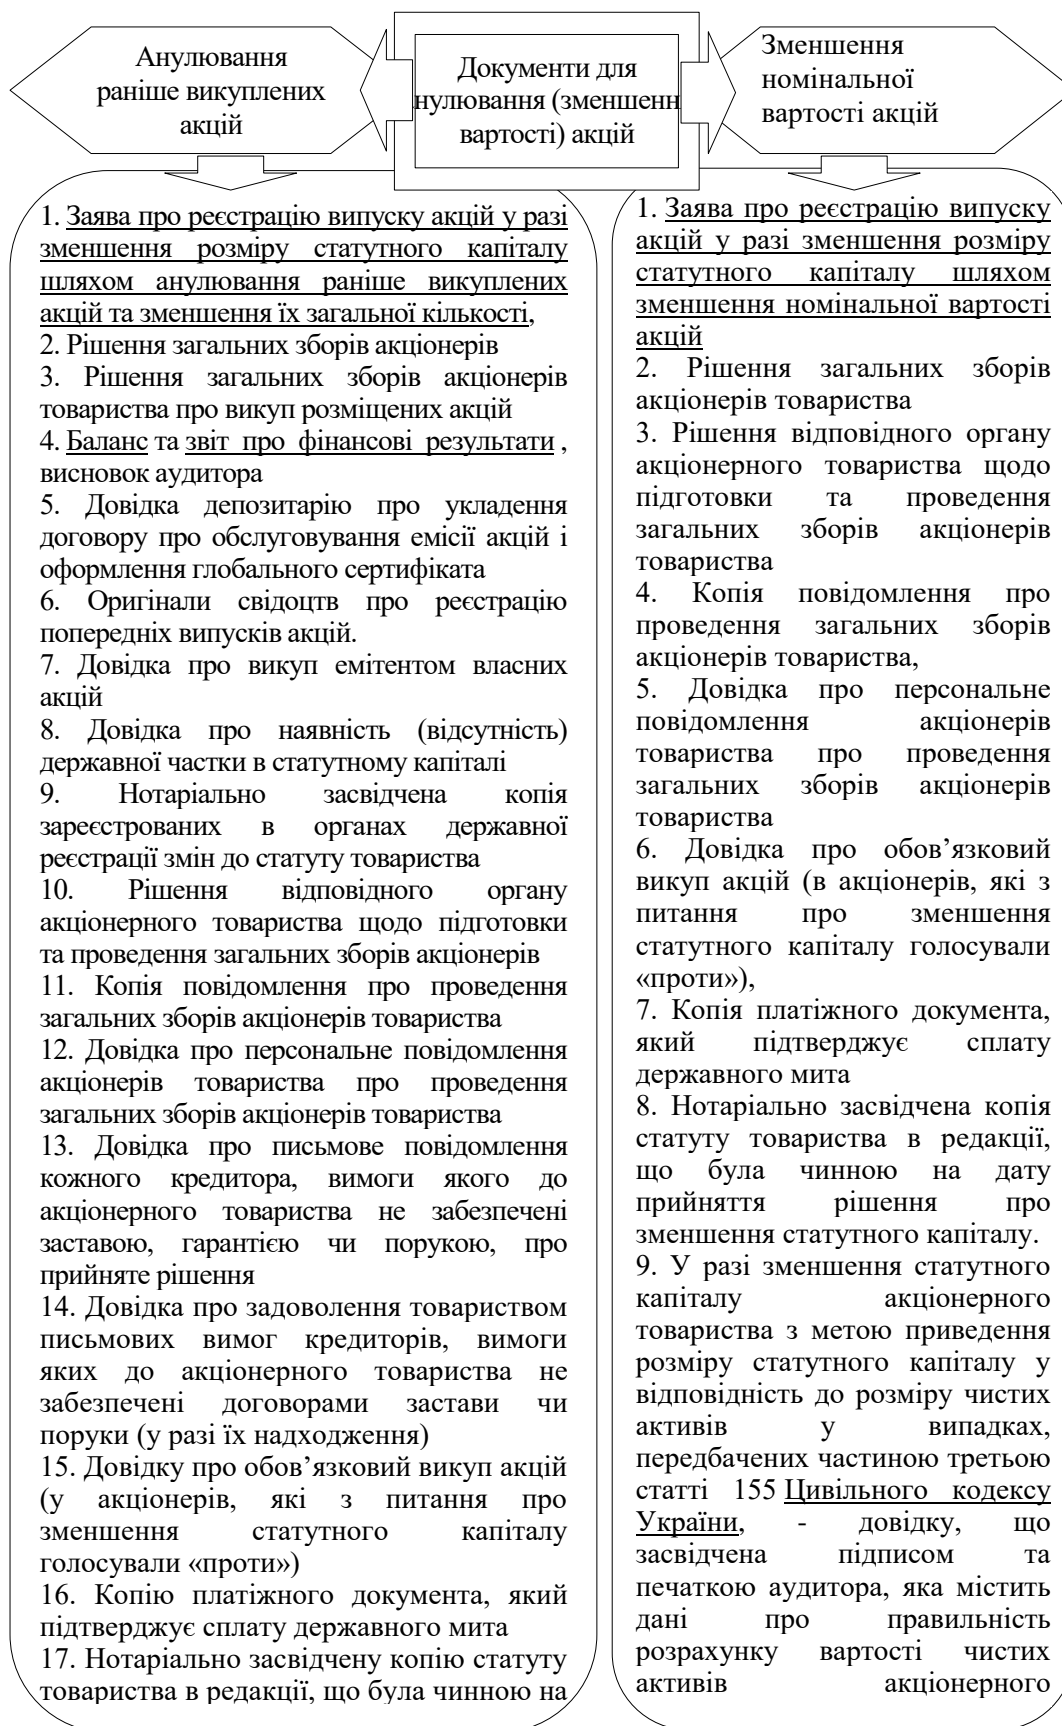 Анулювання
раніше викуплених
акцій
Документи для
нулювання (зменшенн
вартості) акцій
Зменшення
номінальної
вартості акцій
1. Заява про реєстрацію випуску акцій у разі
зменшення розміру статутного капіталу
шляхом анулювання раніше викуплених
акцій та зменшення їх загальної кількості,
2. Рішення загальних зборів акціонерів
3. Рішення загальних зборів акціонерів
товариства про викуп розміщених акцій
4. Баланс та звіт про фінансові результати ,
висновок аудитора
5. Довідка депозитарію про укладення
договору про обслуговування емісії акцій і
оформлення глобального сертифіката
6. Оригінали свідоцтв про реєстрацію
попередніх випусків акцій.
7. Довідка про викуп емітентом власних
акцій
8. Довідка про наявність (відсутність)
державної частки в статутному капіталі
9. Нотаріально засвідчена копія
зареєстрованих в органах державної
реєстрації змін до статуту товариства
10. Рішення відповідного органу
акціонерного товариства щодо підготовки
та проведення загальних зборів акціонерів
11. Копія повідомлення про проведення
загальних зборів акціонерів товариства
12. Довідка про персональне повідомлення
акціонерів товариства про проведення
загальних зборів акціонерів товариства
13. Довідка про письмове повідомлення
кожного кредитора, вимоги якого до
акціонерного товариства не забезпечені
заставою, гарантією чи порукою, про
прийняте рішення
14. Довідка про задоволення товариством
письмових вимог кредиторів, вимоги
яких до акціонерного товариства не
забезпечені договорами застави чи
поруки (у разі їх надходження)
15. Довідку про обов’язковий викуп акцій
(у акціонерів, які з питання про
зменшення статутного капіталу
голосували «проти»)
16. Копію платіжного документа, який
підтверджує сплату державного мита
17. Нотаріально засвідчену копію статуту
товариства в редакції, що була чинною на
1. Заява про реєстрацію випуску
акцій у разі зменшення розміру
статутного капіталу шляхом
зменшення номінальної вартості
акцій
2. Рішення загальних зборів
акціонерів товариства
3. Рішення відповідного органу
акціонерного товариства щодо
підготовки та проведення
загальних зборів акціонерів
товариства
4. Копія повідомлення про
проведення загальних зборів
акціонерів товариства,
5. Довідка про персональне
повідомлення акціонерів
товариства про проведення
загальних зборів акціонерів
товариства
6. Довідка про обов’язковий
викуп акцій (в акціонерів, які з
питання про зменшення
статутного капіталу голосували
«проти»),
7. Копія платіжного документа,
який підтверджує сплату
державного мита
8. Нотаріально засвідчена копія
статуту товариства в редакції,
що була чинною на дату
прийняття рішення про
зменшення статутного капіталу.
9. У разі зменшення статутного
капіталу акціонерного
товариства з метою приведення
розміру статутного капіталу у
відповідність до розміру чистих
активів у випадках,
передбачених частиною третьою
статті 155 Цивільного кодексу
України, - довідку, що
засвідчена підписом та
печаткою аудитора, яка містить
дані про правильність
розрахунку вартості чистих
активів акціонерного